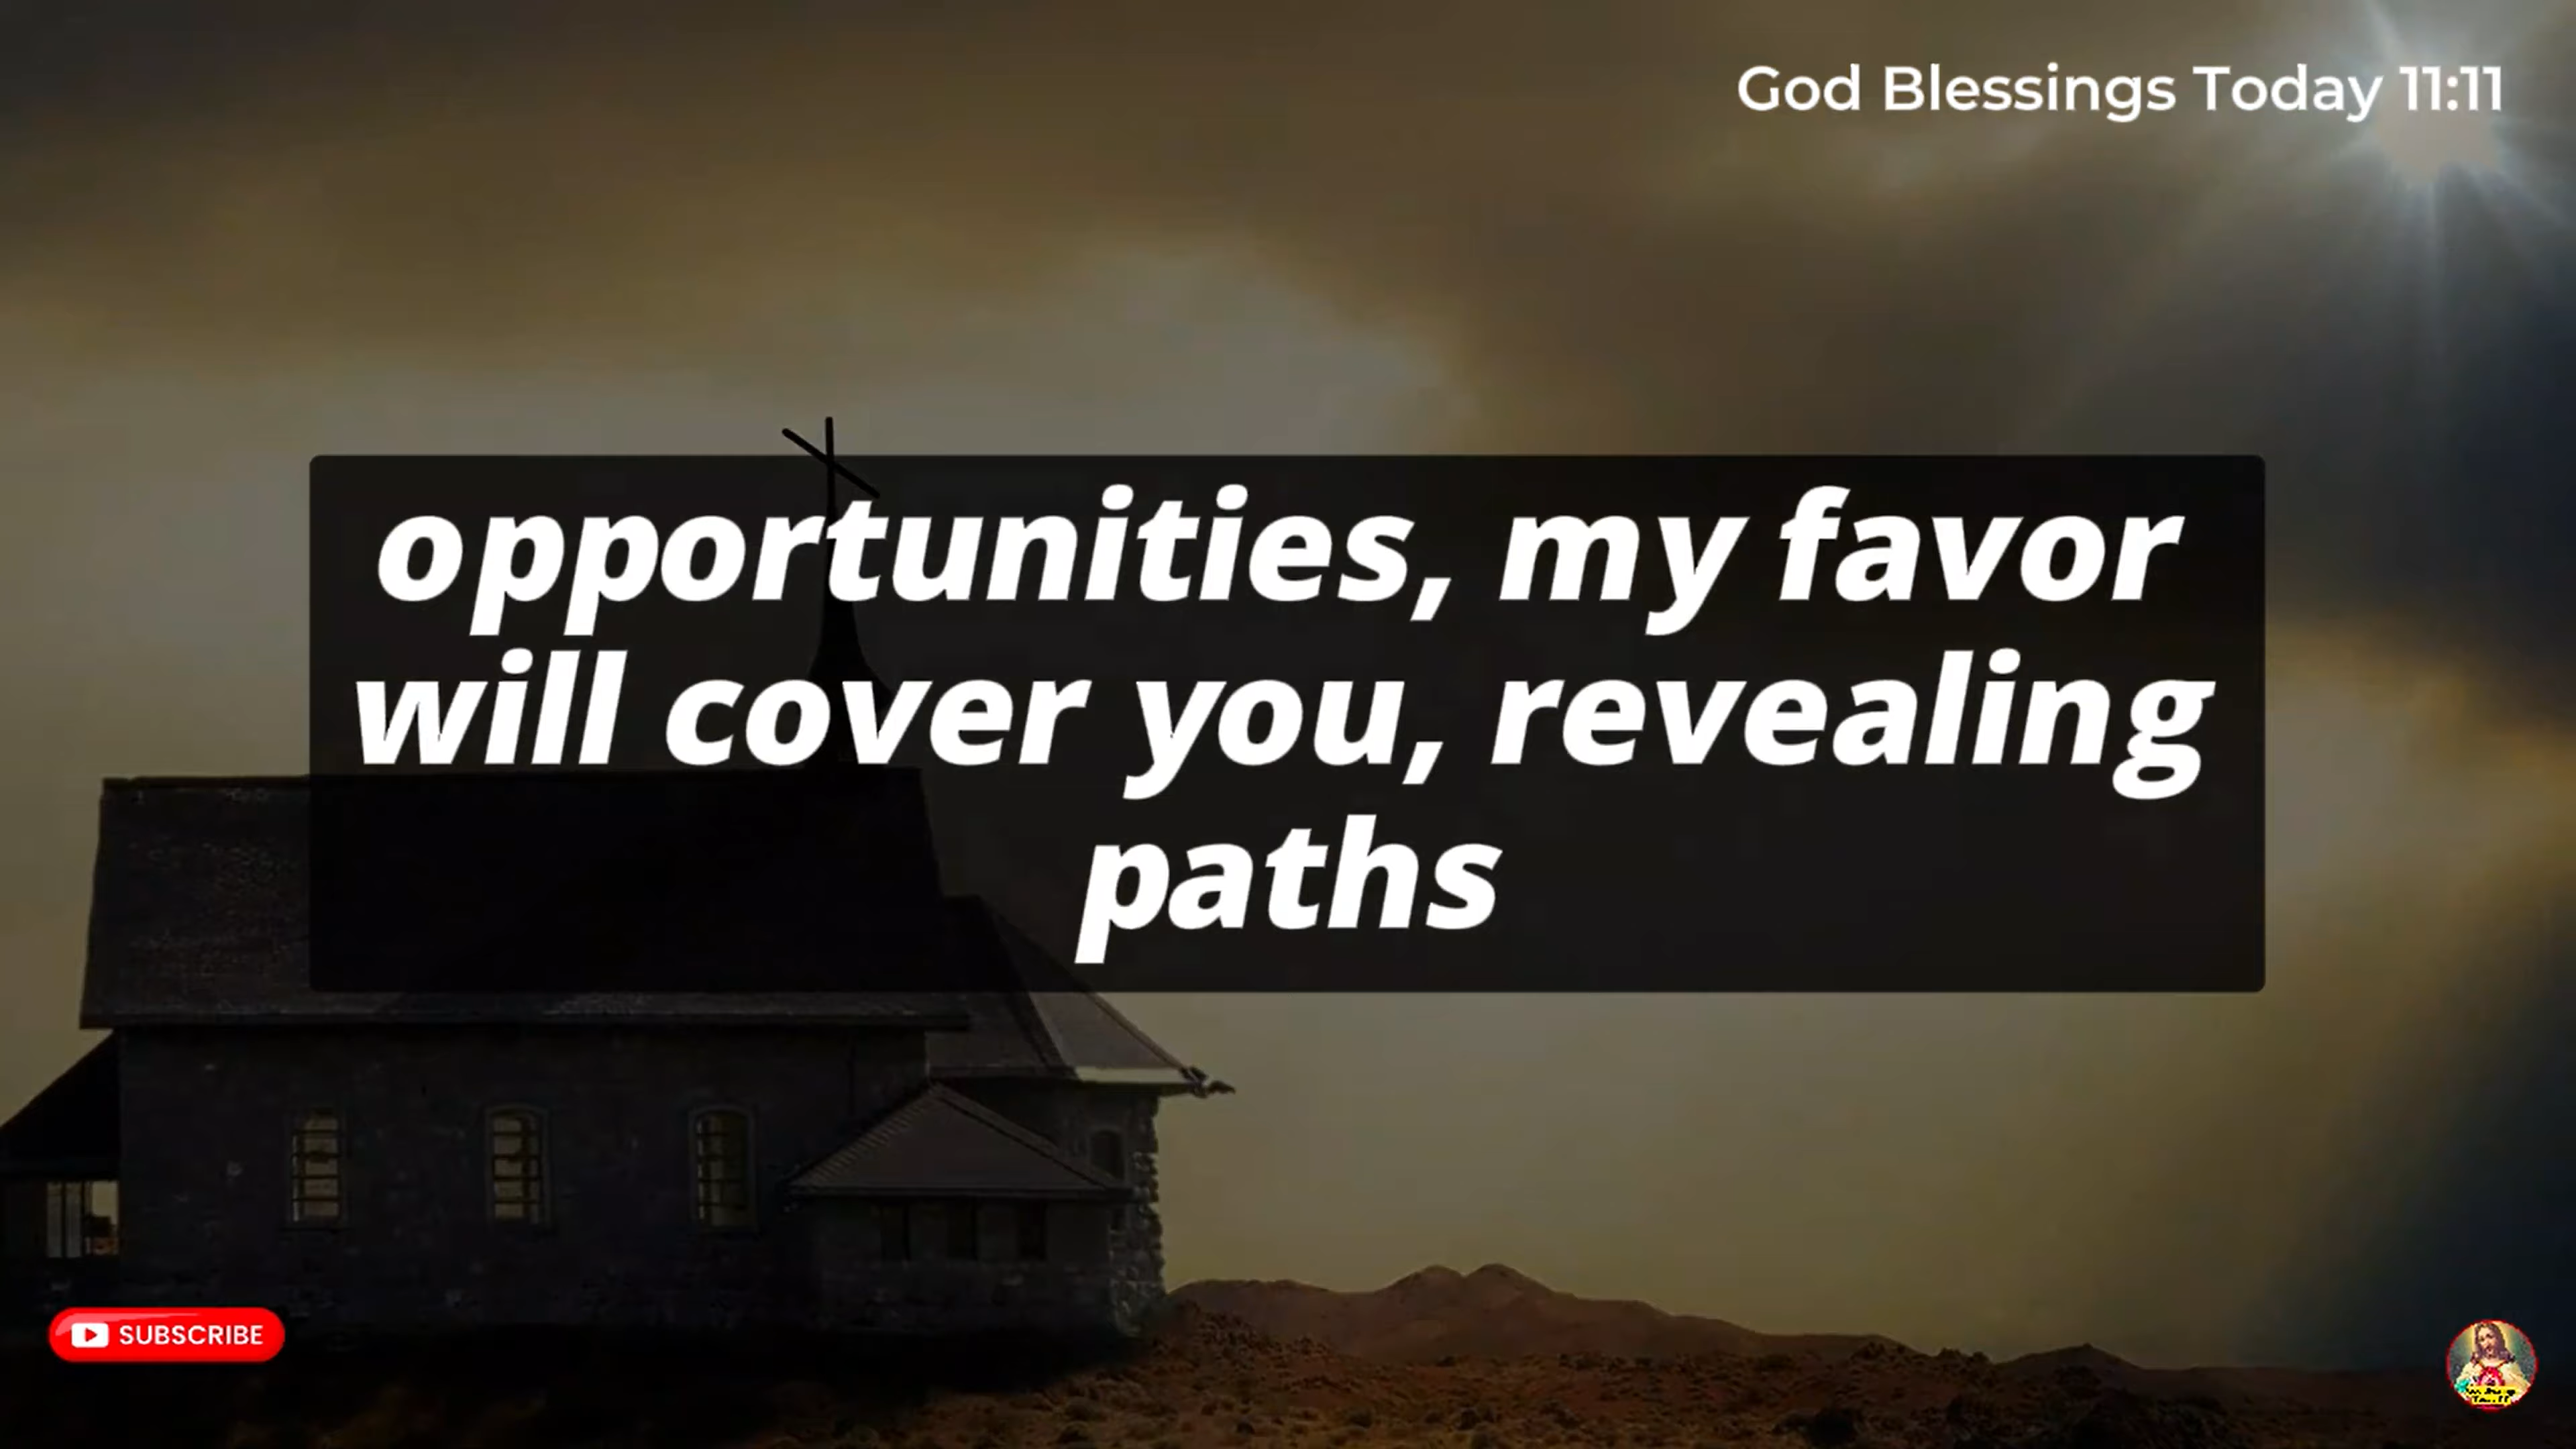 God Blessings Today 11:11
opportunities, my favor
will cover you, revealing
paths
SUBSCRIBE